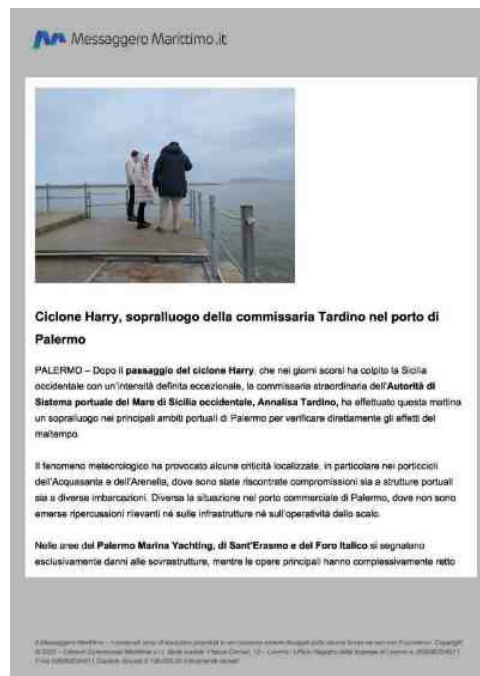 Messaggero Marittimo.it
Ciclone Harry, sopralluogo della commissaria Tardino nel porto di
Palermo
PALERMO – Dopo il passaggio del ciclone Harry, che nei giorni scorsi ha colpito la Sicilia
occidentale con un'intensità definita eccezionale, la commissaria straordinaria dell'Autorità di
Sistema portuale del Mare di Sicilia occidentale, Annalisa Tardino, ha effettuato questa mattina
un sopralluogo nei principali ambiti portuali di Palermo per verificare direttamente gli effetti del
maltempo.
Il fenomeno meteorologico ha provocato alcune criticità localizzate, in particolare nei porticcioli
dell'Acquasanta e dell'Arenella, dove sono state riscontrate compromissioni sia a strutture portuali
sia a diverse imbarcazioni. Diversa la situazione nel porto commerciale di Palermo, dove non sono
emerse ripercussioni rilevanti né sulle infrastrutture né sull'operatività dello scalo.
Nelle aree del Palermo Marina Yachting, di Sant'Erasmo e del Foro Italico si segnalano
esclusivamente danni alle sovrastrutture, mentre le opere principali hanno complessivamente retto